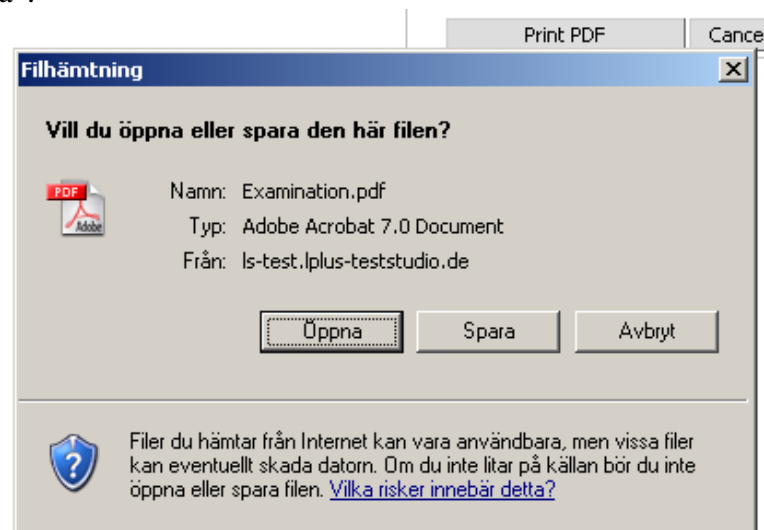 Print PDF Cance
Filhämtning
Vill du öppna eller spara den här filen?
PDF
Adobe
Namn: Examination.pdf
Typ: Adobe Acrobat 7.0 Document
Från: ls-test.lplus-teststudio.de
Öppna Spara Avbryt
Filer du hämtar från Internet kan vara användbara, men vissa filer
kan eventuellt skada datorn. Om du inte litar på källan bör du inte
öppna eller spara filen. Vilka risker innebär detta?